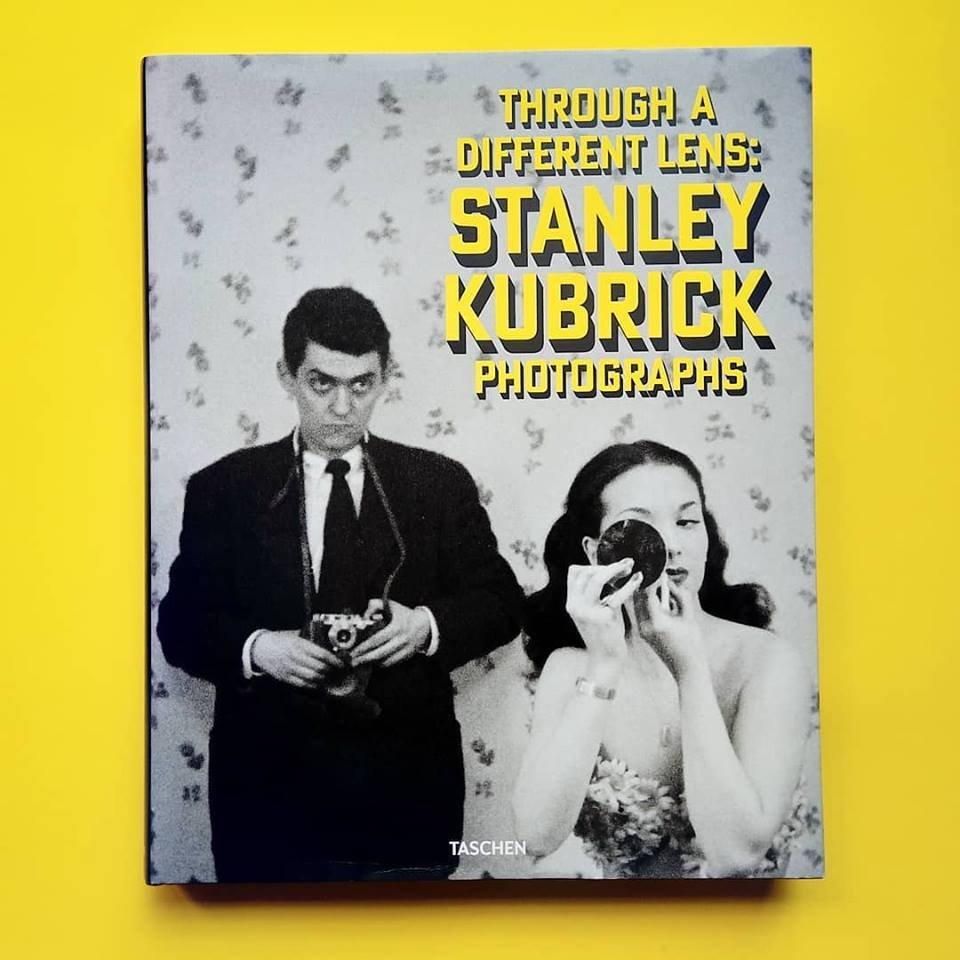 THROUGH A
DIFFERENT LENS:
STANLEY
KUBRICK
PHOTOGRAPHS
TASCHEN